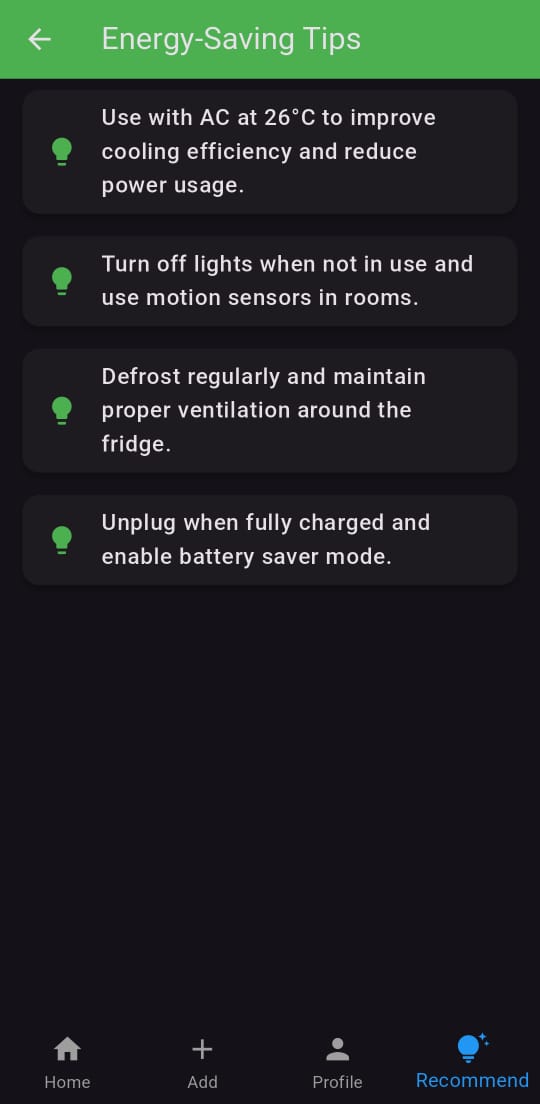 Energy-Saving Tips
Use with AC at 26°C to improve
cooling efficiency and reduce
power usage.
Turn off lights when not in use and
use motion sensors in rooms.
Defrost regularly and maintain
proper ventilation around the
fridge.
Unplug when fully charged and
enable battery saver mode.
Home
Add
Profile
Recommend